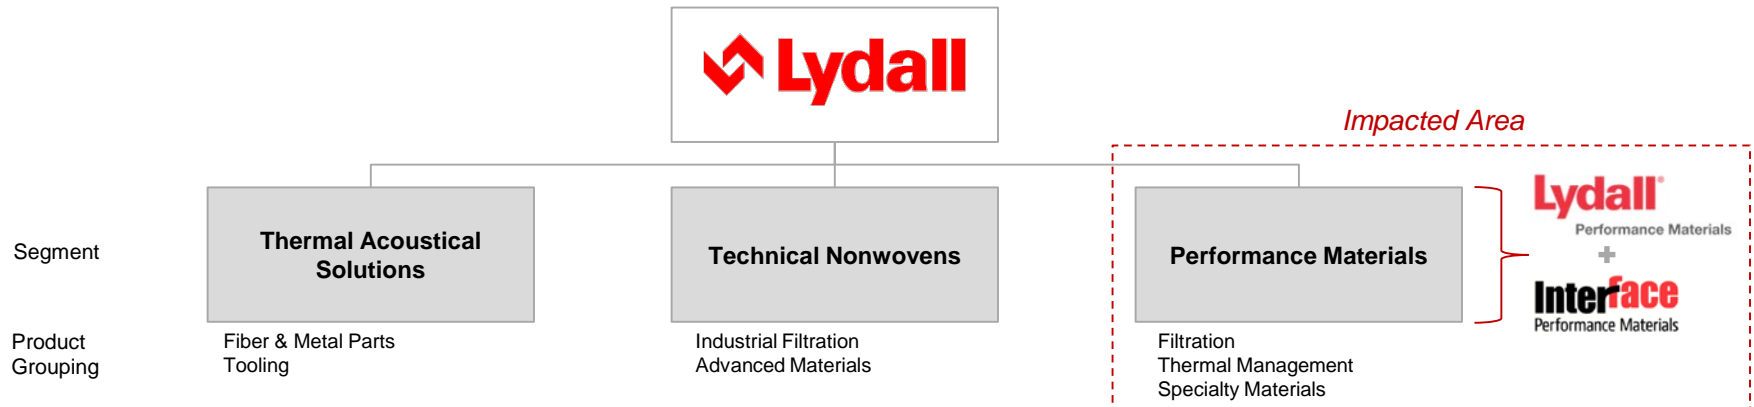 Lydall
Impacted Area
Segment
Thermal Acoustical
Solutions
Technical Nonwovens
Performance Materials
Lydall®
Performance Materials
+
Interface
Performance Materials
Product
Grouping
Fiber & Metal Parts
Tooling
Industrial Filtration
Advanced Materials
Filtration
Thermal Management
Specialty Materials